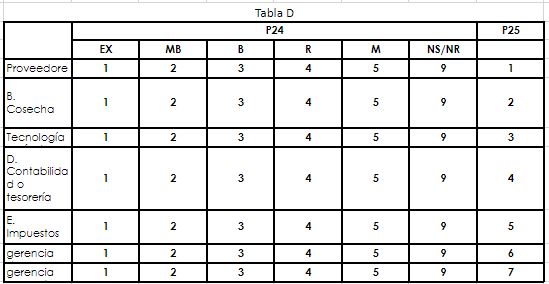 Tabla D
P24 P25
EX MB B R M NS/NR
Proveedore 1 2 3 4 5 9 1
B.
Cosecha 1 2 3 4 5 9 2
Tecnología 1 2 3 4 5 9 3
D.
Contabilida
d o
tesorería 1 2 3 4 5 9 4
E.
Impuestos 1 2 3 4 5 9 5
gerencia 1 2 3 4 5 9 6
gerencia 1 2 3 4 5 9 7